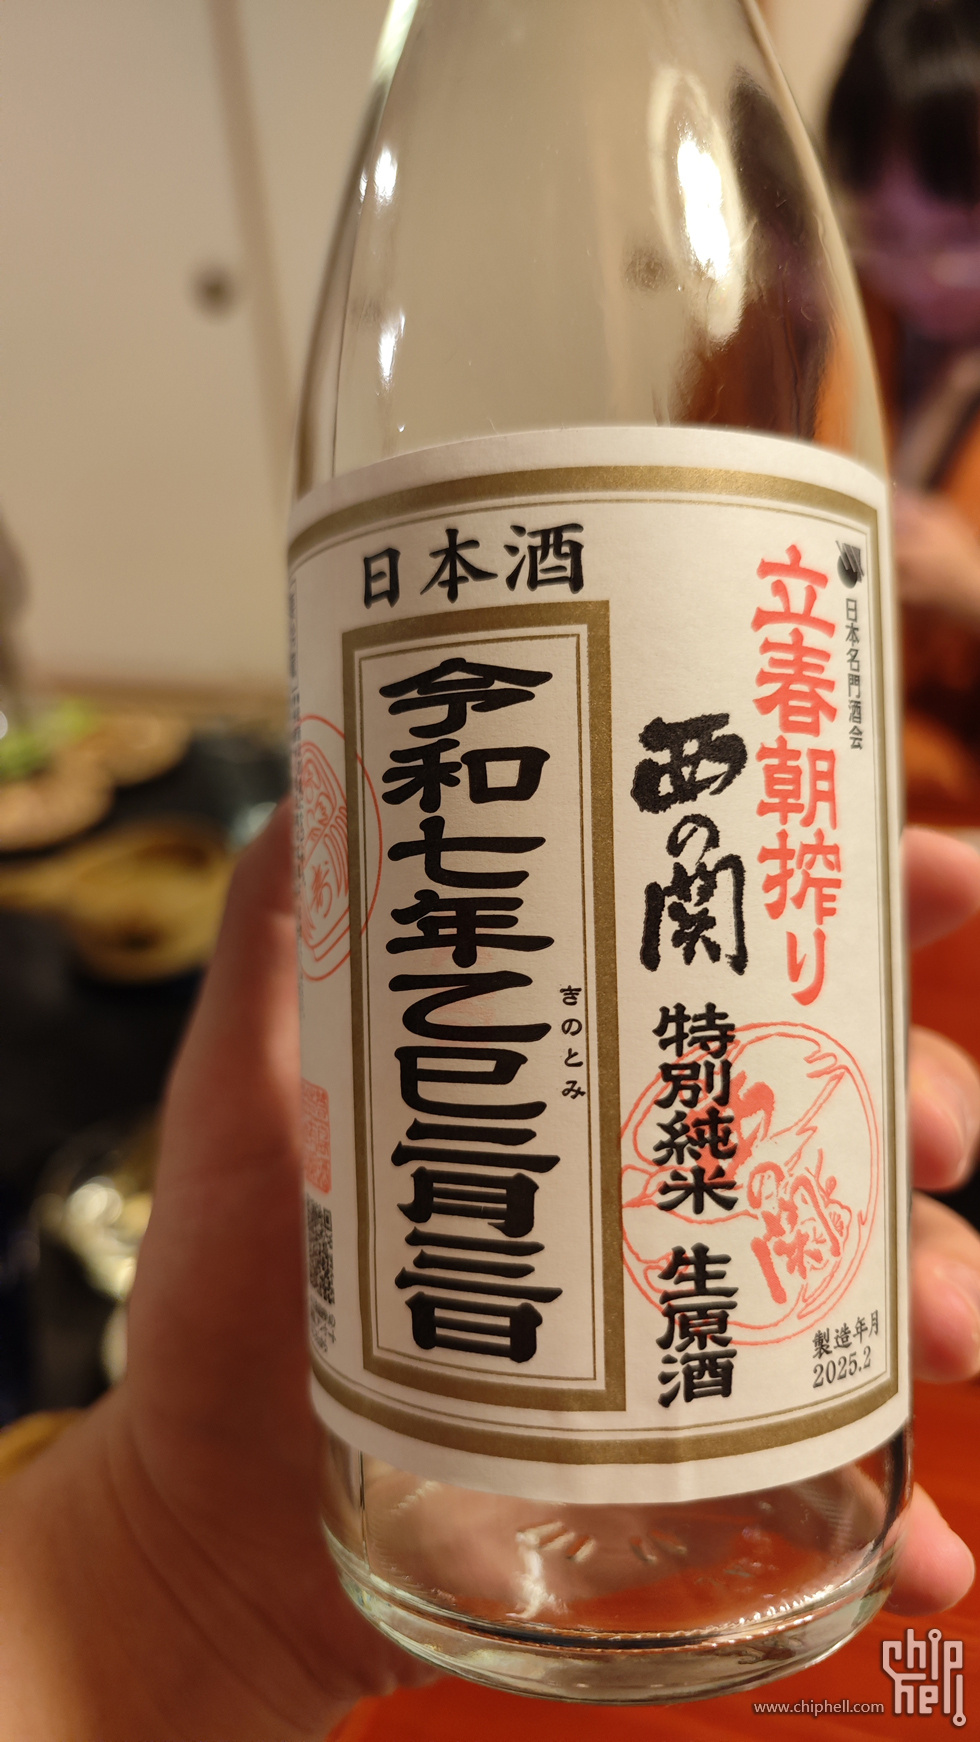 日本名門酒会
立春朝搾り
西の関
特別純米 生原酒
製造年月
2025.2
日本酒
令和七年乙巳二月三日
きのとみ
chip
hell
www.chiphell.com